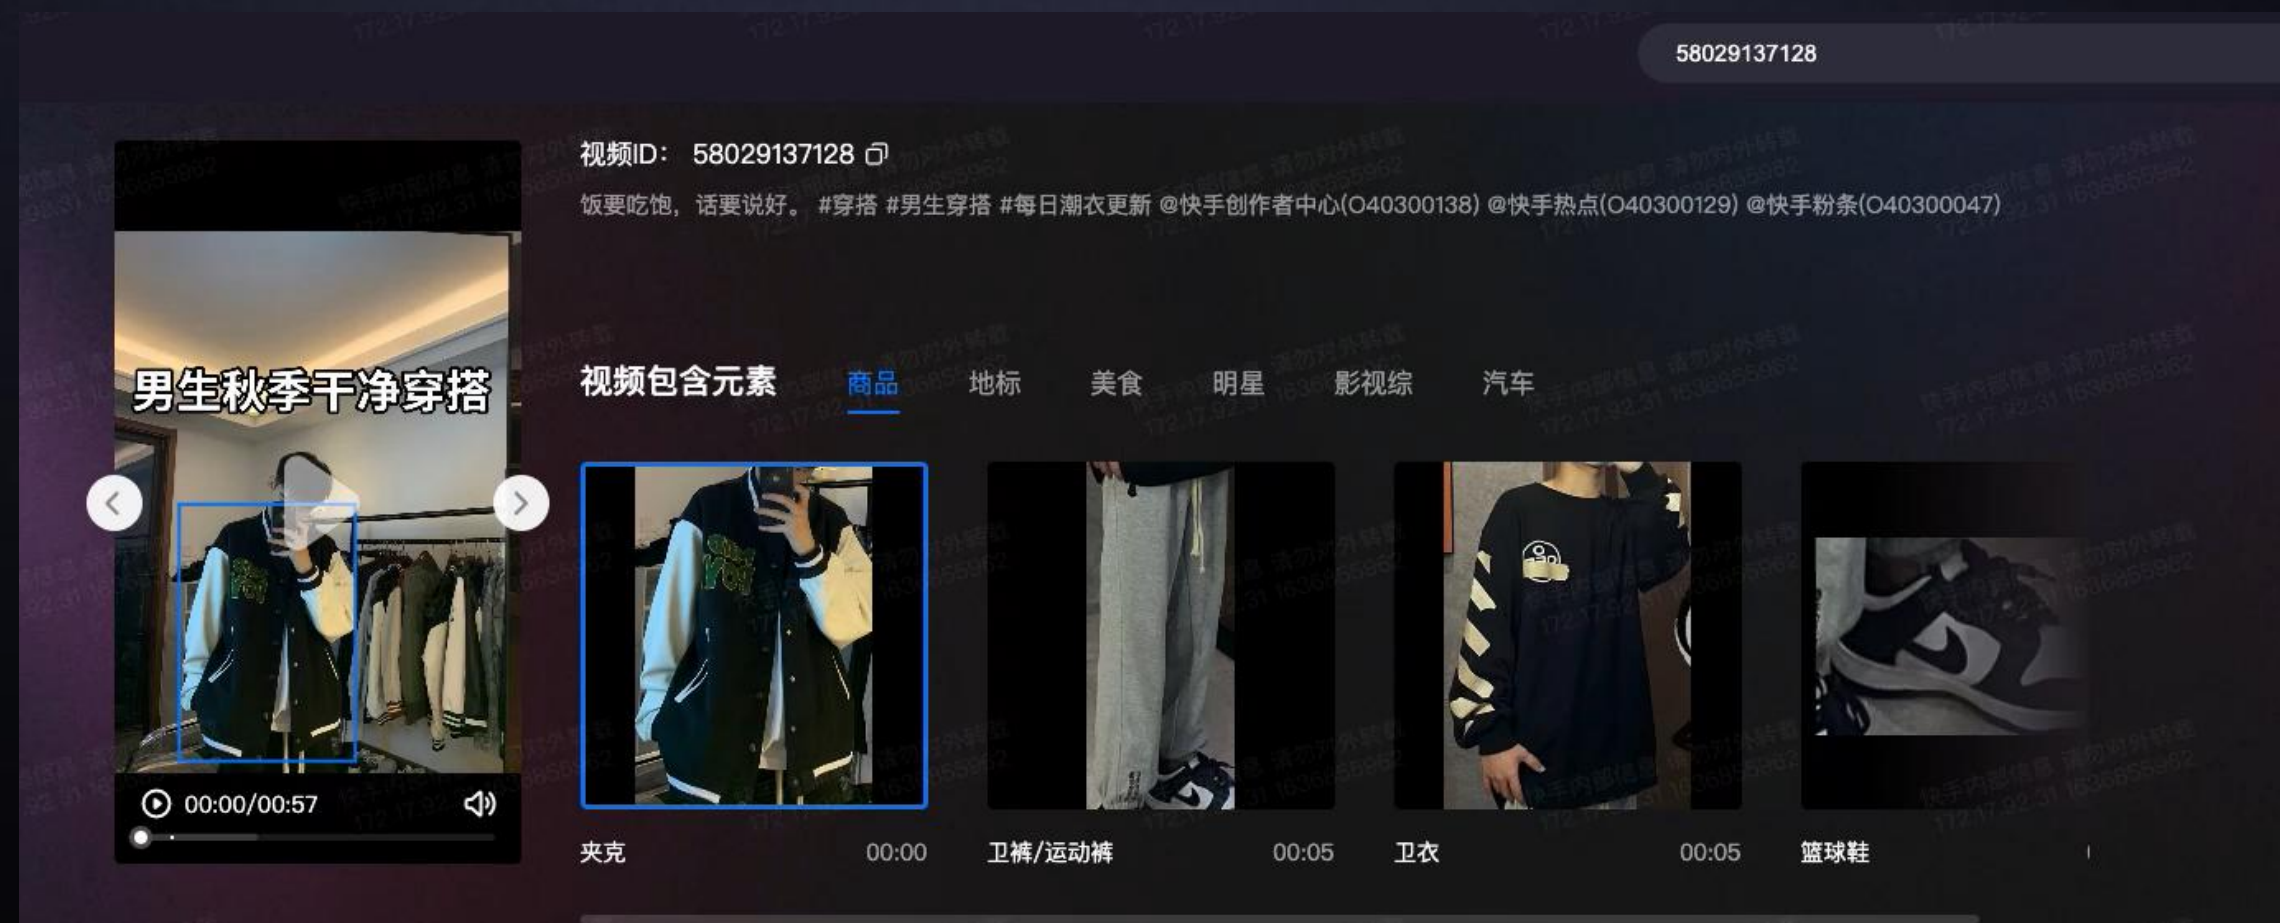 58029137128
视频ID： 58029137128
饭要吃饱，话要说好。 #穿搭 #男生穿搭 #每日潮衣更新 @快手创作者中心(O40300138) @快手热点(O40300129) @快手粉条(O40300047)
男生秋季干净穿搭
00:00/00:57
视频包含元素 商品 地标 美食 明星 影视综 汽车
夹克 00:00 卫裤/运动裤 00:05 卫衣 00:05 篮球鞋